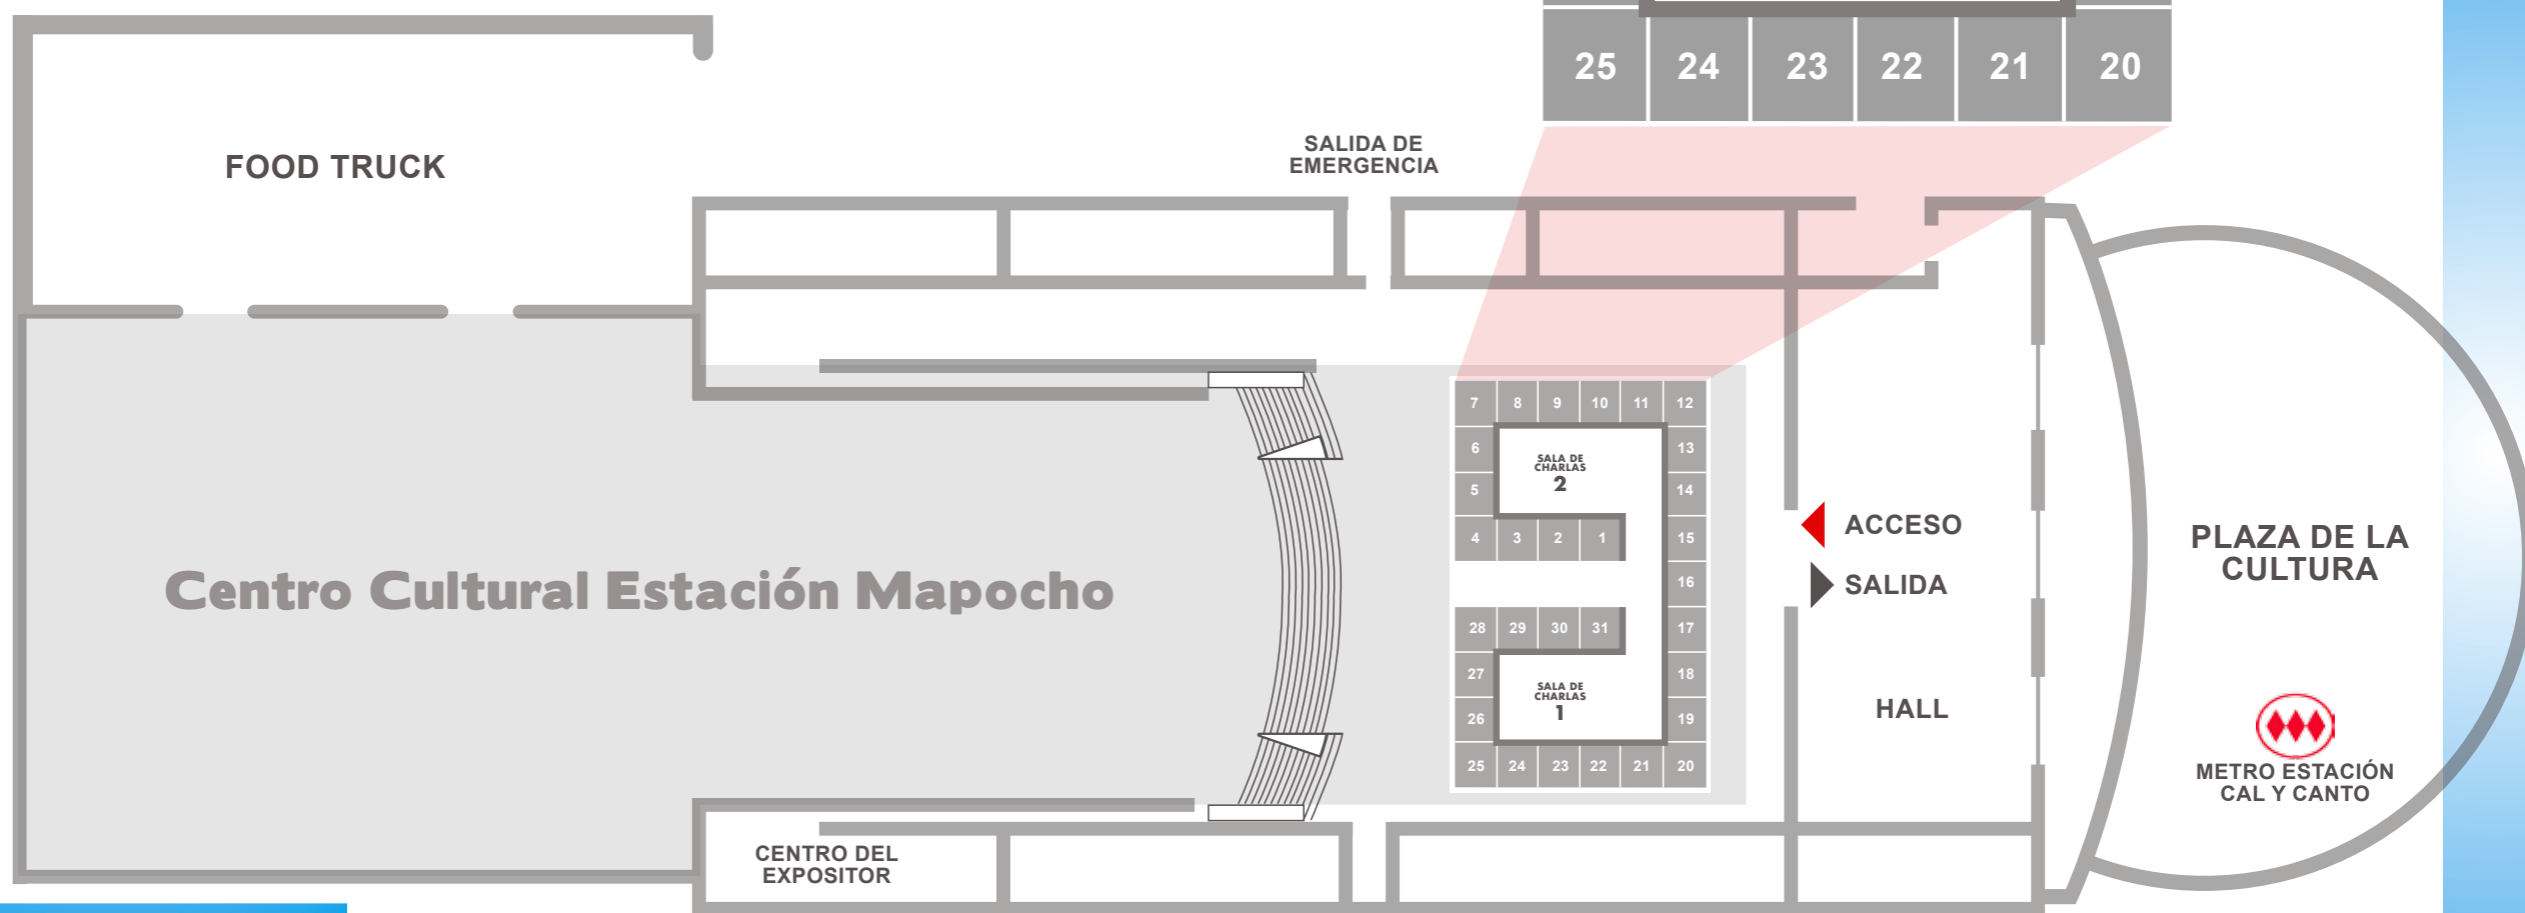 25 24 23 22 21 20
SALIDA DE
EMERGENCIA
FOOD TRUCK
7 8 9 10 11 12
6 13
SALA DE
CHARLAS
2
5 14
4 3 2 1 15
16
28 29 30 31 17
27 18
SALA DE
CHARLAS
1
26 19
25 24 23 22 21 20
Centro Cultural Estación Mapocho
ACCESO
SALIDA
HALL
PLAZA DE LA
CULTURA
METRO ESTACIÓN
CAL Y CANTO
CENTRO DEL
EXPOSITOR